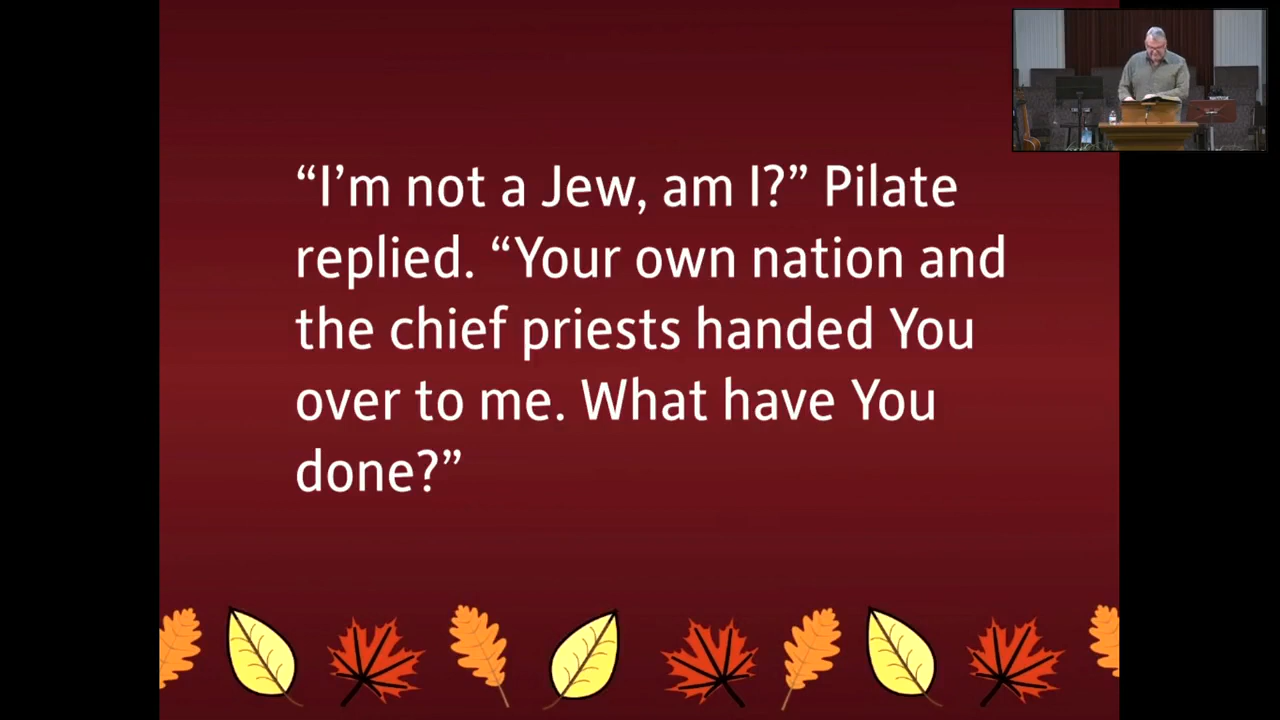 “I’m not a Jew, am I?” Pilate
replied. “Your own nation and
the chief priests handed You
over to me. What have You
done?”